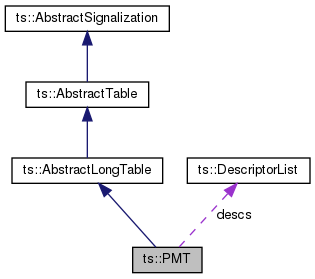 ts::AbstractSignalization
ts::AbstractTable
ts::AbstractLongTable
ts::DescriptorList
descs
ts::PMT